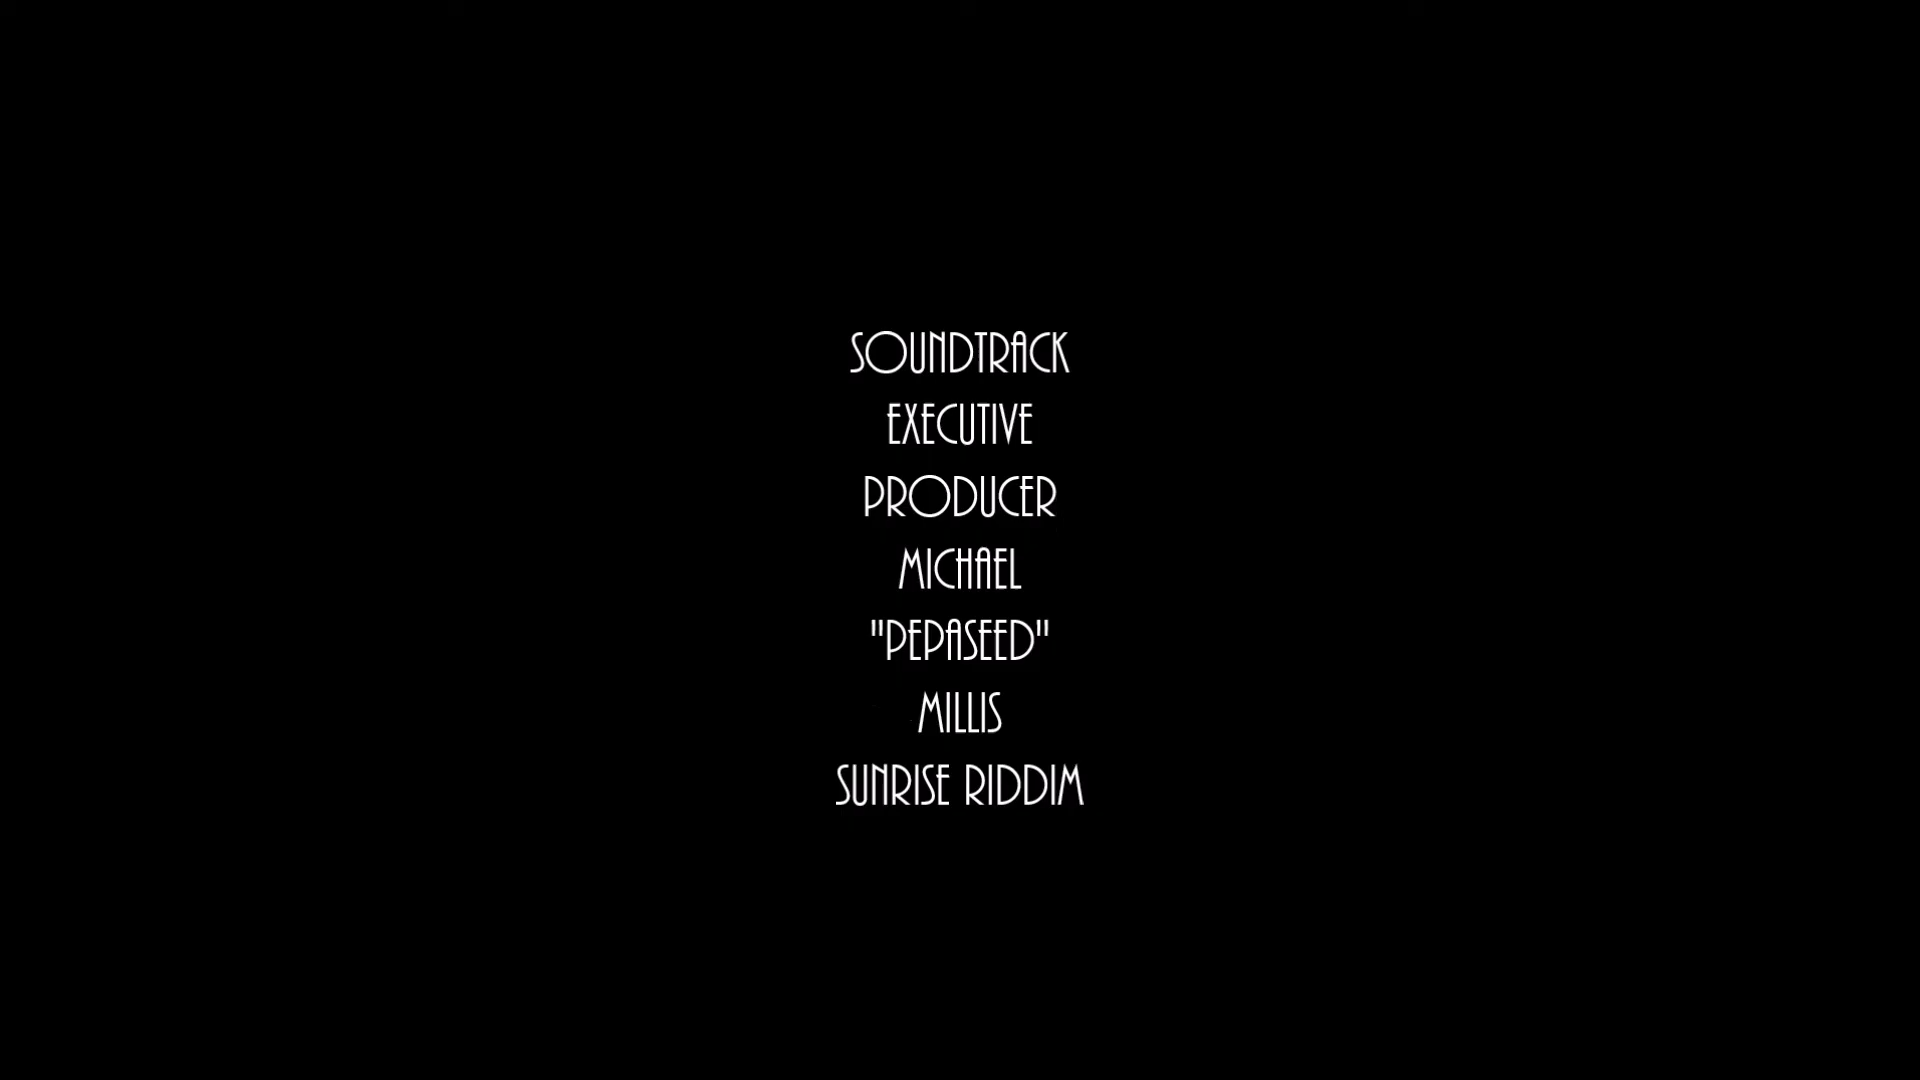 SOUNDTRACK
EXECUTIVE
PRODUCER
MICHAEL
"PEPASEED"
MILLIS
SUNRISE RIDDIM